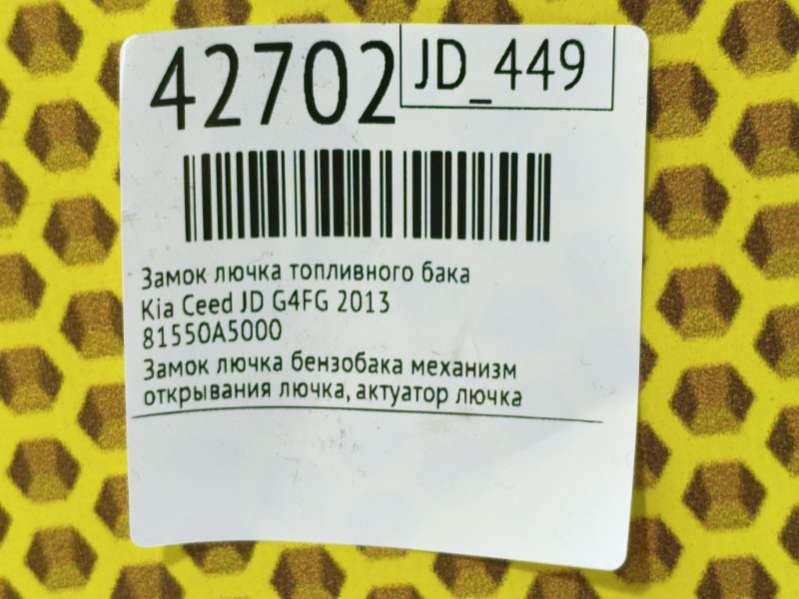 42702
JD_449
Замок лючка топливного бака
Kia Ceed JD G4FG 2013
81550A5000
Замок лючка бензобака механизм
открывания лючка, актуатор лючка